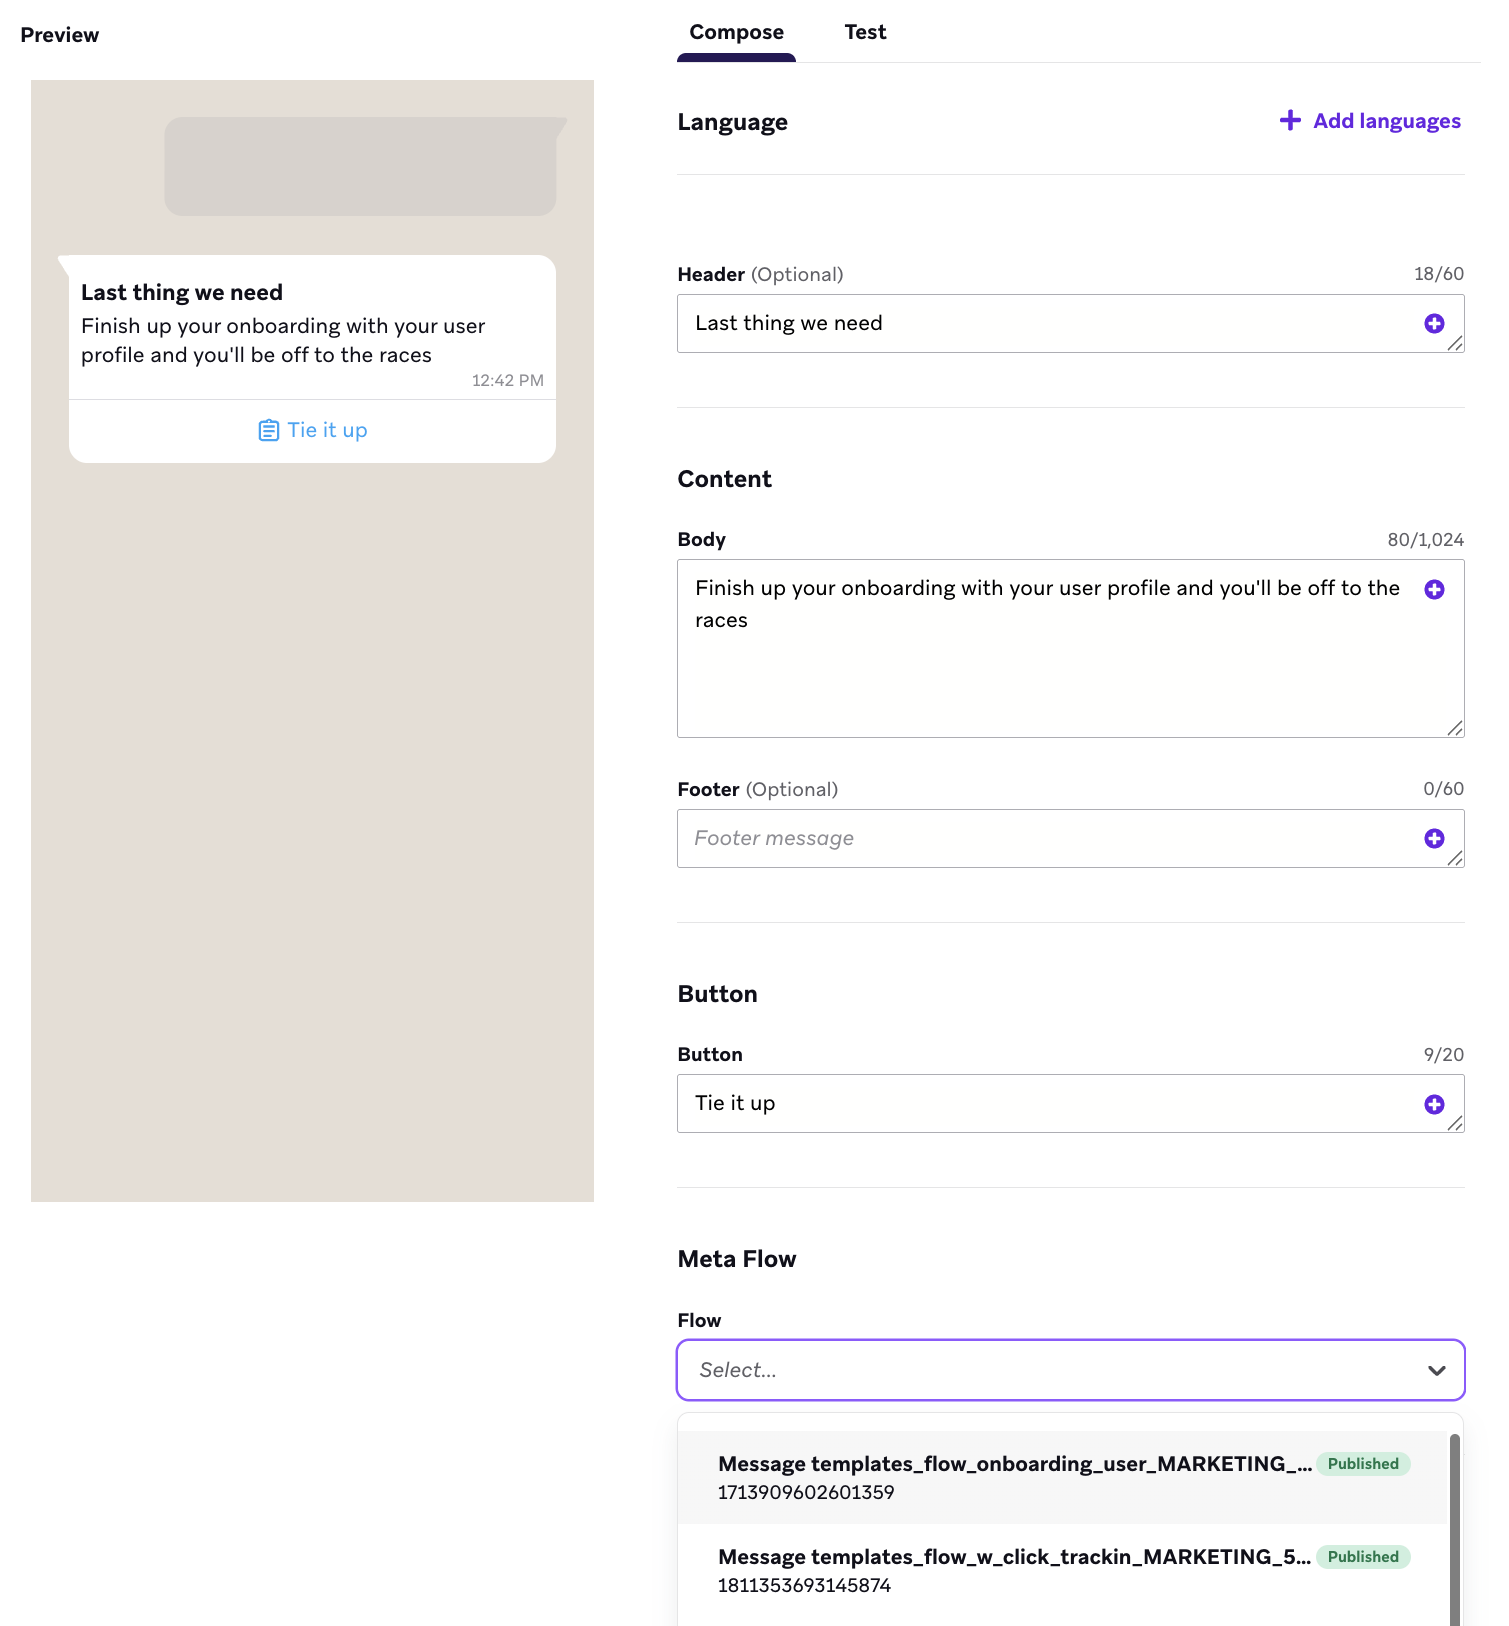 Preview
Last thing we need
Finish up your onboarding with your user
profile and you'll be off to the races
12:42 PM
Tie it up
Compose
Test
Language
Add languages
Header (Optional)
18/60
Last thing we need
Content
Body
80/1,024
Finish up your onboarding with your user profile and you'll be off to the
races
Footer (Optional)
0/60
Footer message
Button
Button
9/20
Tie it up
Meta Flow
Flow
Select...
Message templates_flow_onboarding_user_MARKETING_... Published
1713909602601359
Message templates_flow_w_click_trackin_MARKETING_5... Published
1811353693145874